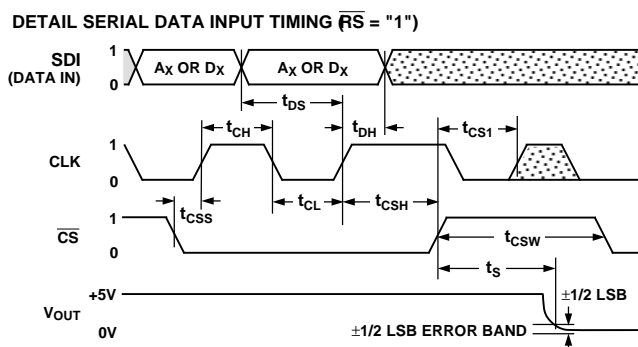 DETAIL SERIAL DATA INPUT TIMING (RS = "1")
SDI
(DATA IN)
1
0
AX OR DX
AX OR DX
tDS
tDH
tCH
tCS1
CLK
1
0
tCSS
tCL
tCSH
CS
1
0
tCSW
tS
VOUT
+5V
0V
±1/2 LSB
±1/2 LSB ERROR BAND